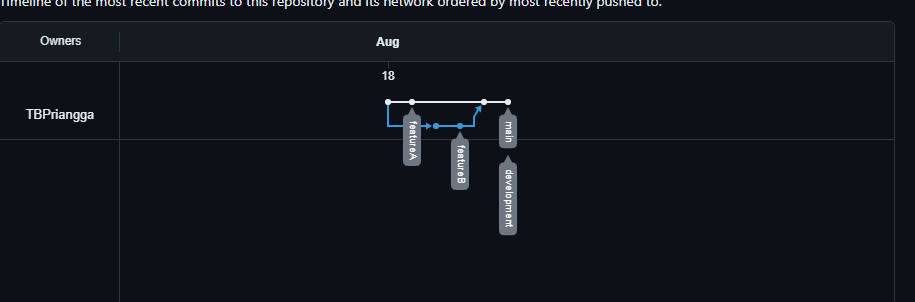 Timeline of the most recent commits to this repository and its network ordered by most recently pushed to.
Owners
Aug
18
TBPriangga
featureA
featureB
main
development